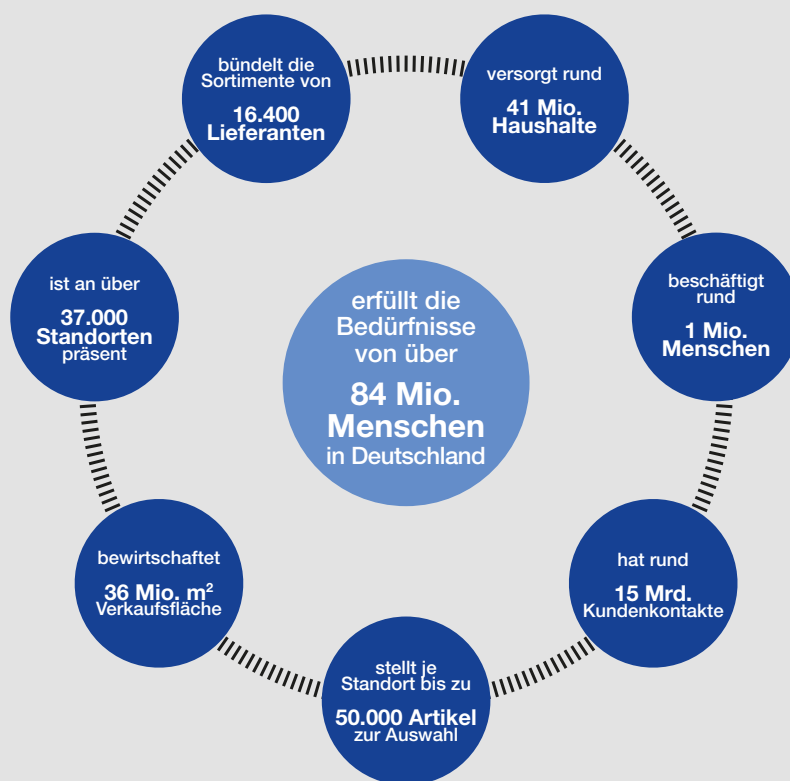 bündelt die
Sortimente von
16.400
Lieferanten
versorgt rund
41 Mio.
Haushalte
ist an über
37.000
Standorten
präsent
erfüllt die
Bedürfnisse
von über
84 Mio.
Menschen
in Deutschland
beschäftigt
rund
1 Mio.
Menschen
bewirtschaftet
36 Mio. m²
Verkaufsfläche
hat rund
15 Mrd.
Kundenkontakte
stellt je
Standort bis zu
50.000 Artikel
zur Auswahl